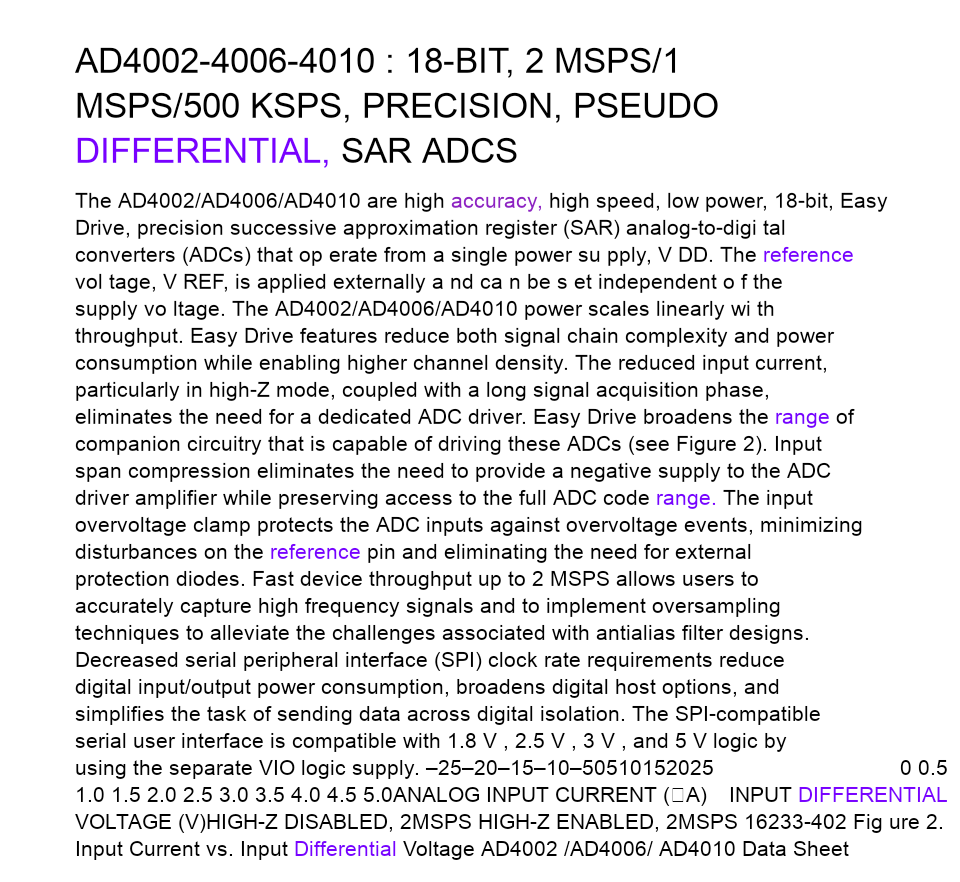 AD4002-4006-4010 : 18-BIT, 2 MSPS/1
MSPS/500 KSPS, PRECISION, PSEUDO
DIFFERENTIAL, SAR ADCS
The AD4002/AD4006/AD4010 are high accuracy, high speed, low power, 18-bit, Easy
Drive, precision successive approximation register (SAR) analog-to-digi tal
converters (ADCs) that op erate from a single power su pply, V DD. The reference
vol tage, V REF, is applied externally a nd ca n be s et independent o f the
supply vo ltage. The AD4002/AD4006/AD4010 power scales linearly wi th
throughput. Easy Drive features reduce both signal chain complexity and power
consumption while enabling higher channel density. The reduced input current,
particularly in high-Z mode, coupled with a long signal acquisition phase,
eliminates the need for a dedicated ADC driver. Easy Drive broadens the range of
companion circuitry that is capable of driving these ADCs (see Figure 2). Input
span compression eliminates the need to provide a negative supply to the ADC
driver amplifier while preserving access to the full ADC code range. The input
overvoltage clamp protects the ADC inputs against overvoltage events, minimizing
disturbances on the reference pin and eliminating the need for external
protection diodes. Fast device throughput up to 2 MSPS allows users to
accurately capture high frequency signals and to implement oversampling
techniques to alleviate the challenges associated with antialias filter designs.
Decreased serial peripheral interface (SPI) clock rate requirements reduce
digital input/output power consumption, broadens digital host options, and
simplifies the task of sending data across digital isolation. The SPI-compatible
serial user interface is compatible with 1.8 V , 2.5 V , 3 V , and 5 V logic by
using the separate VIO logic supply. –25–20–15–10–50510152025 0 0.5
1.0 1.5 2.0 2.5 3.0 3.5 4.0 4.5 5.0ANALOG INPUT CURRENT (□A) INPUT DIFFERENTIAL
VOLTAGE (V)HIGH-Z DISABLED, 2MSPS HIGH-Z ENABLED, 2MSPS 16233-402 Fig ure 2.
Input Current vs. Input Differential Voltage AD4002 /AD4006/ AD4010 Data Sheet